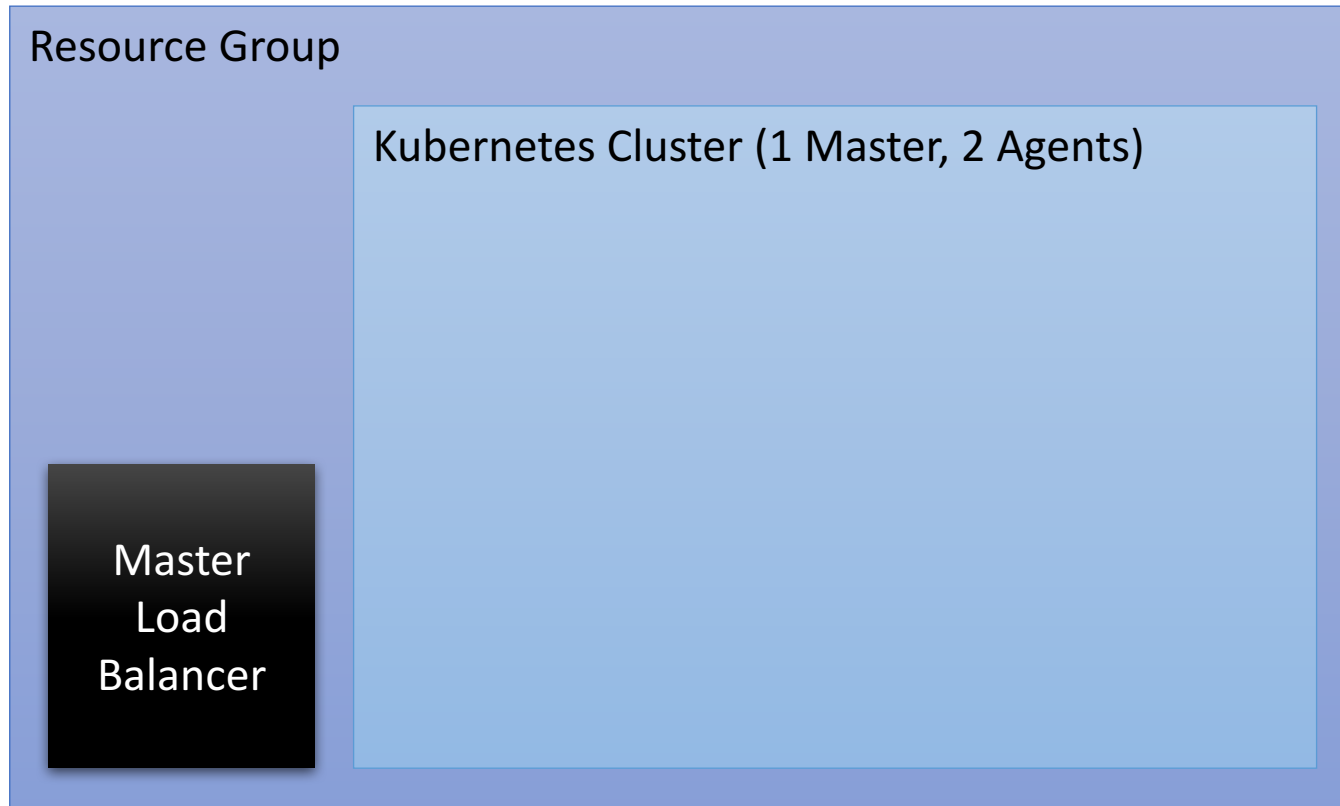 Resource Group
Kubernetes Cluster (1 Master, 2 Agents)
Master
Load
Balancer